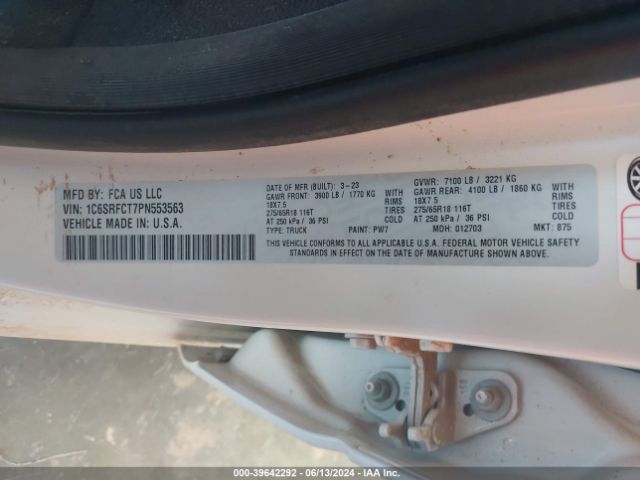 MFD BY: FCA US LLC
VIN: 1C6SRFCT7PN553563
VEHICLE MADE IN: U.S.A.
DATE OF MFR (BUILT): 3-23
GAWR FRONT: 3900 LB / 1770 KG WITH
18X7.5 RIMS
275/65R18 116T TIRES
AT 250 kPa / 36 PSI COLD
TYPE: TRUCK PAINT: PW7
GVWR: 7100 LB / 3221 KG
GAWR REAR: 4100 LB / 1860 KG WITH
18X7.5 RIMS
275/65R18 116T TIRES
AT 250 kPa / 36 PSI COLD
MDH: 012703 MKT: 875
THIS VEHICLE CONFORMS TO ALL APPLICABLE U.S.A. FEDERAL MOTOR VEHICLE SAFETY
STANDARDS IN EFFECT ON THE DATE OF MANUFACTURE SHOWN ABOVE.
000-39642292 - 06/13/2024 - IAA Inc.